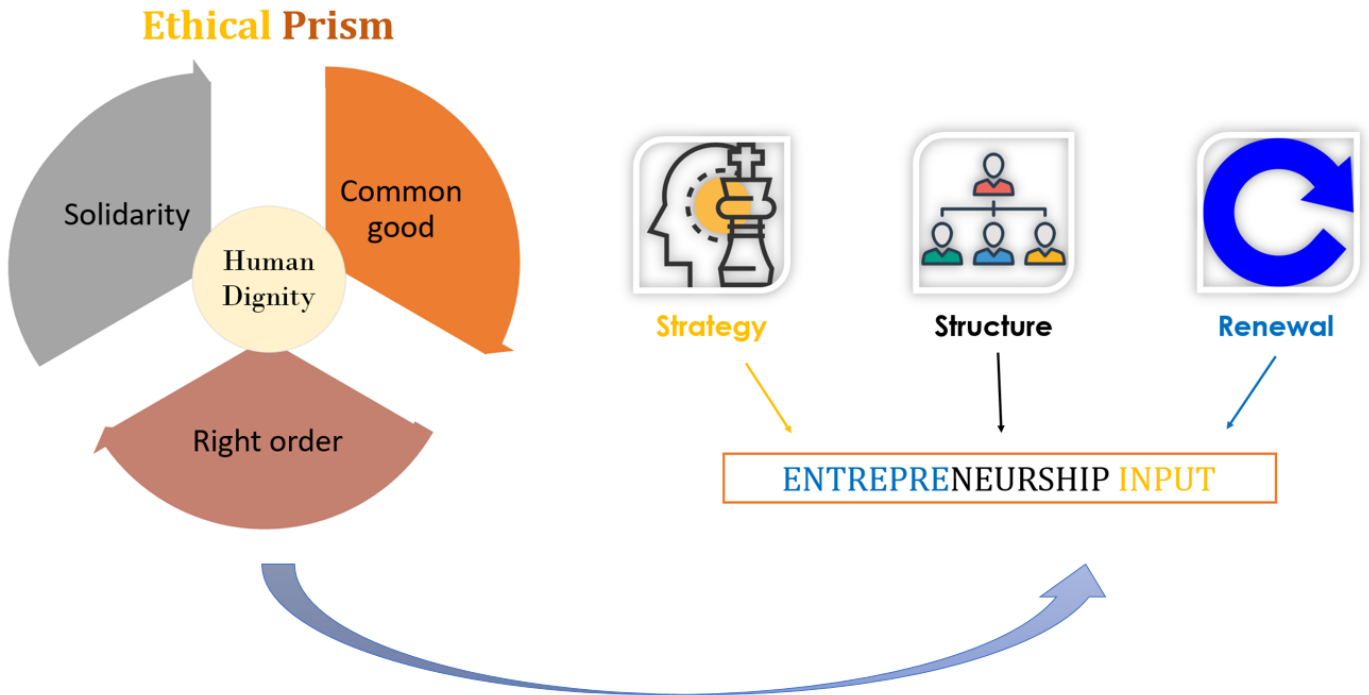 Ethical Prism
Solidarity
Common
good
Human
Dignity
Right order
Strategy
Structure
Renewal
ENTREPRENEURSHIP INPUT